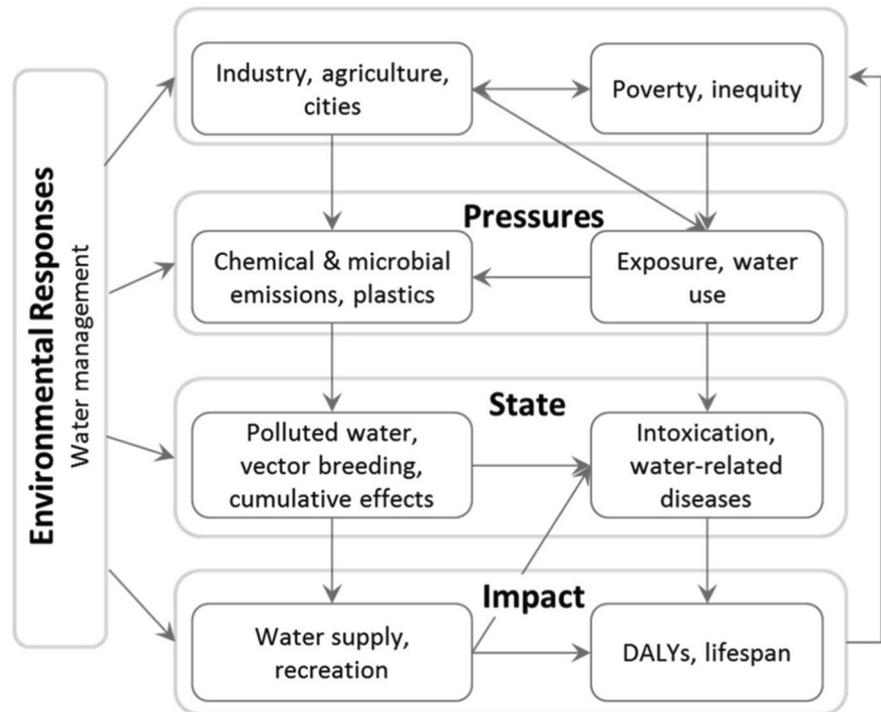 Environmental Responses
Water management
Industry, agriculture,
cities
Poverty, inequity
Pressures
Chemical & microbial
emissions, plastics
Exposure, water
use
State
Polluted water,
vector breeding,
cumulative effects
Intoxication,
water-related
diseases
Impact
Water supply,
recreation
DALYs, lifespan